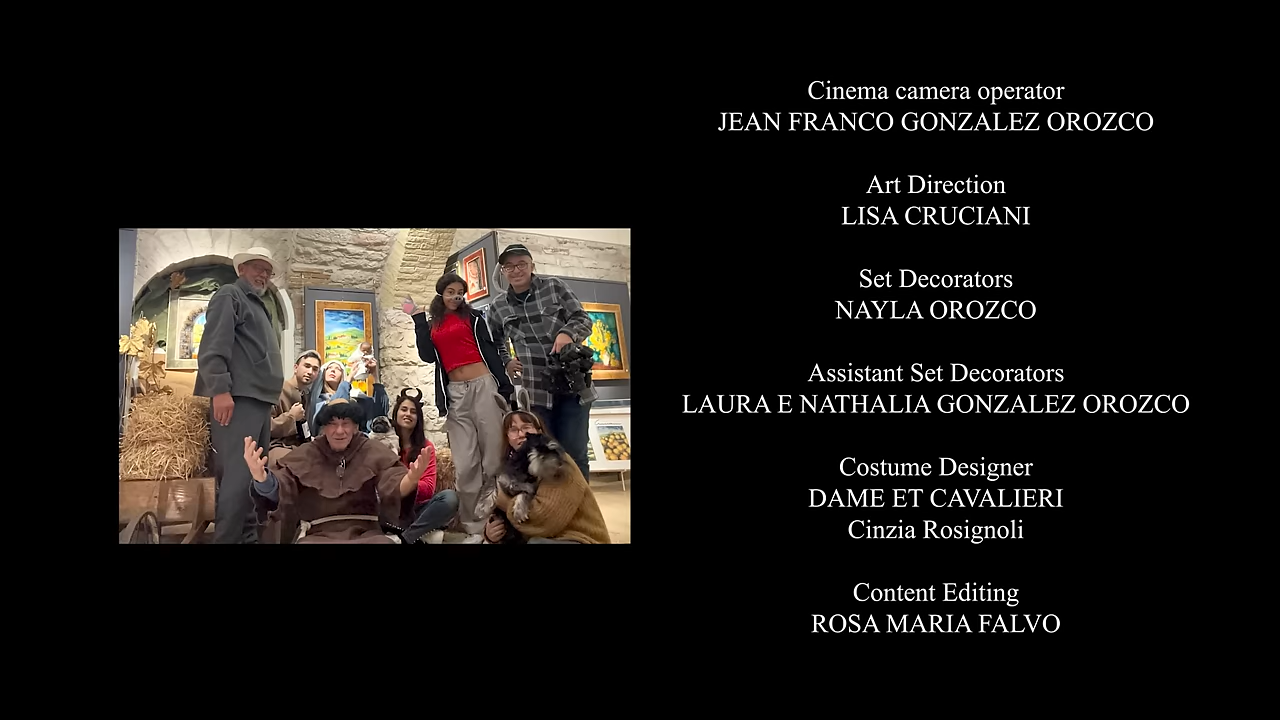 Cinema camera operator
JEAN FRANCO GONZALEZ OROZCO
Art Direction
LISA CRUCIANI
Set Decorators
NAYLA OROZCO
Assistant Set Decorators
LAURA E NATHALIA GONZALEZ OROZCO
Costume Designer
DAME ET CAVALIERI
Cinzia Rosignoli
Content Editing
ROSA MARIA FALVO